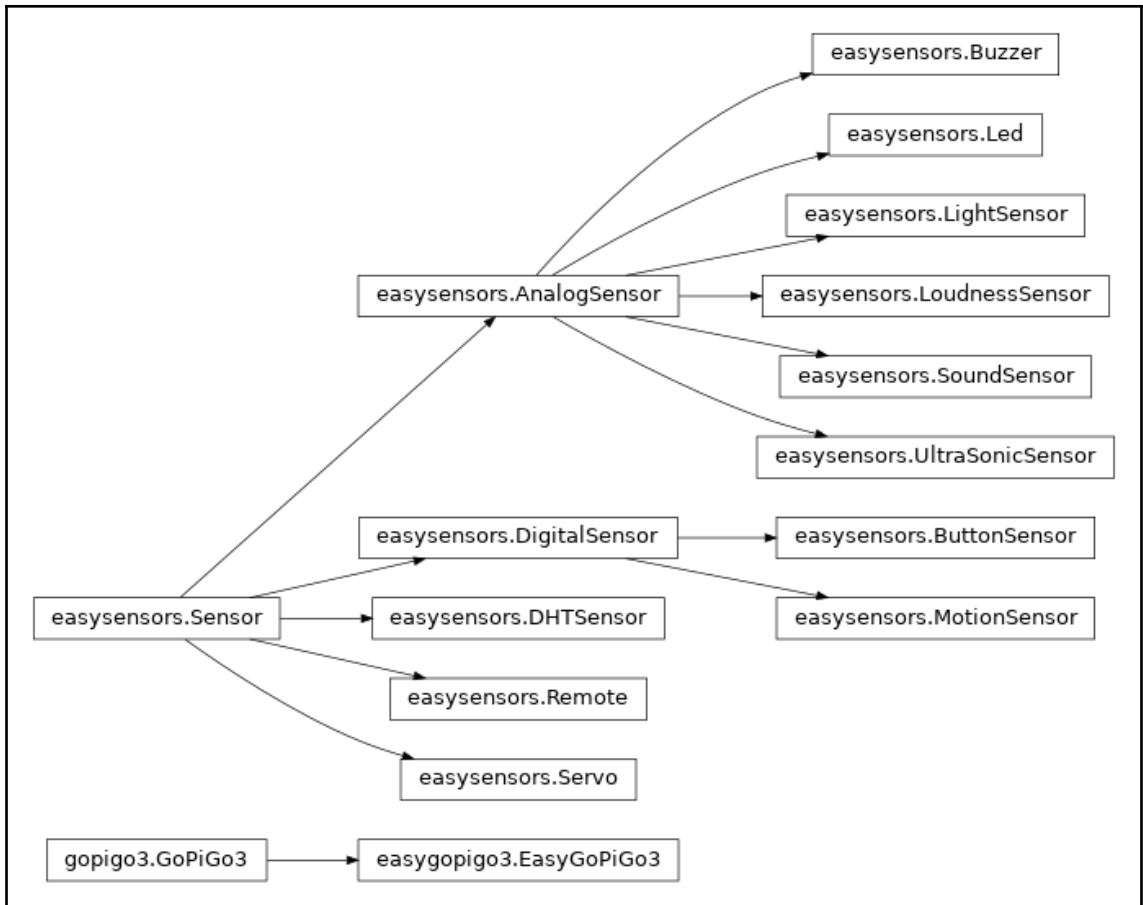 easysensors.Buzzer
easysensors.Led
easysensors.LightSensor
easysensors.AnalogSensor
easysensors.LoudnessSensor
easysensors.SoundSensor
easysensors.UltraSonicSensor
easysensors.DigitalSensor
easysensors.ButtonSensor
easysensors.Sensor
easysensors.DHTSensor
easysensors.MotionSensor
easysensors.Remote
easysensors.Servo
gopigo3.GoPiGo3
easygopigo3.EasyGoPiGo3